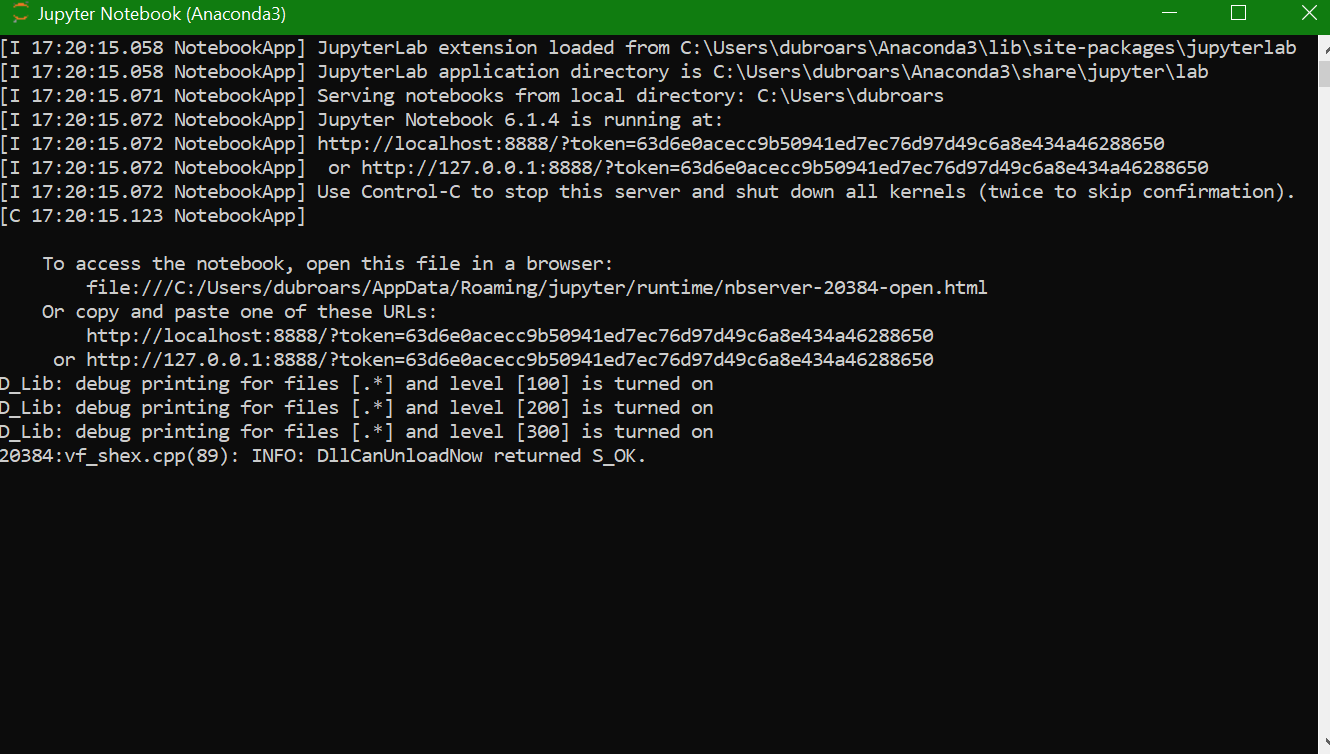 Jupyter Notebook (Anaconda3)
[I 17:20:15.058 NotebookApp] JupyterLab extension loaded from C:\Users\dubroars\Anaconda3\lib\site-packages\jupyterlab
[I 17:20:15.058 NotebookApp] JupyterLab application directory is C:\Users\dubroars\Anaconda3\share\jupyter\lab
[I 17:20:15.071 NotebookApp] Serving notebooks from local directory: C:\Users\dubroars
[I 17:20:15.072 NotebookApp] Jupyter Notebook 6.1.4 is running at:
[I 17:20:15.072 NotebookApp] http://localhost:8888/?token=63d6e0acecc9b50941ed7ec76d97d49c6a8e434a46288650
[I 17:20:15.072 NotebookApp]  or http://127.0.0.1:8888/?token=63d6e0acecc9b50941ed7ec76d97d49c6a8e434a46288650
[I 17:20:15.072 NotebookApp] Use Control-C to stop this server and shut down all kernels (twice to skip confirmation).
[C 17:20:15.123 NotebookApp]
To access the notebook, open this file in a browser:
file:///C:/Users/dubroars/AppData/Roaming/jupyter/runtime/nbserver-20384-open.html
Or copy and paste one of these URLs:
http://localhost:8888/?token=63d6e0acecc9b50941ed7ec76d97d49c6a8e434a46288650
or http://127.0.0.1:8888/?token=63d6e0acecc9b50941ed7ec76d97d49c6a8e434a46288650
D_Lib: debug printing for files [.*] and level [100] is turned on
D_Lib: debug printing for files [.*] and level [200] is turned on
D_Lib: debug printing for files [.*] and level [300] is turned on
20384:vf_shex.cpp(89): INFO: DllCanUnloadNow returned S_OK.